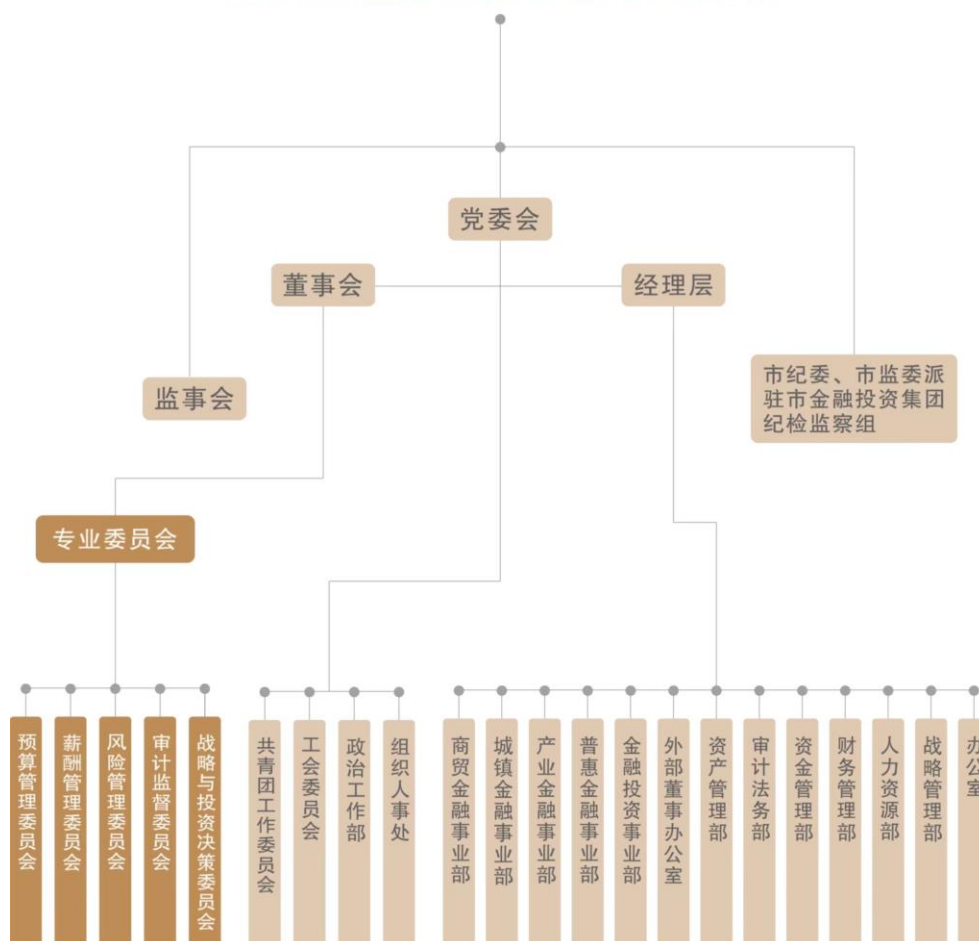 党委会
董事会
经理层
监事会
市纪委、市监委派
驻市金融投资集团
纪检监察组
专业委员会
预算管理委员会
薪酬管理委员会
风险管理委员会
审计监督委员会
战略与投资决策委员会
共青团工作委员会
工会委员会
政治工作部
组织人事处
商贸金融事业部
城镇金融事业部
产业金融事业部
普惠金融事业部
金融投资事业部
外部董事办公室
资产管理部
审计法务部
资金管理部
财务管理部
人力资源部
战略管理部
办公室